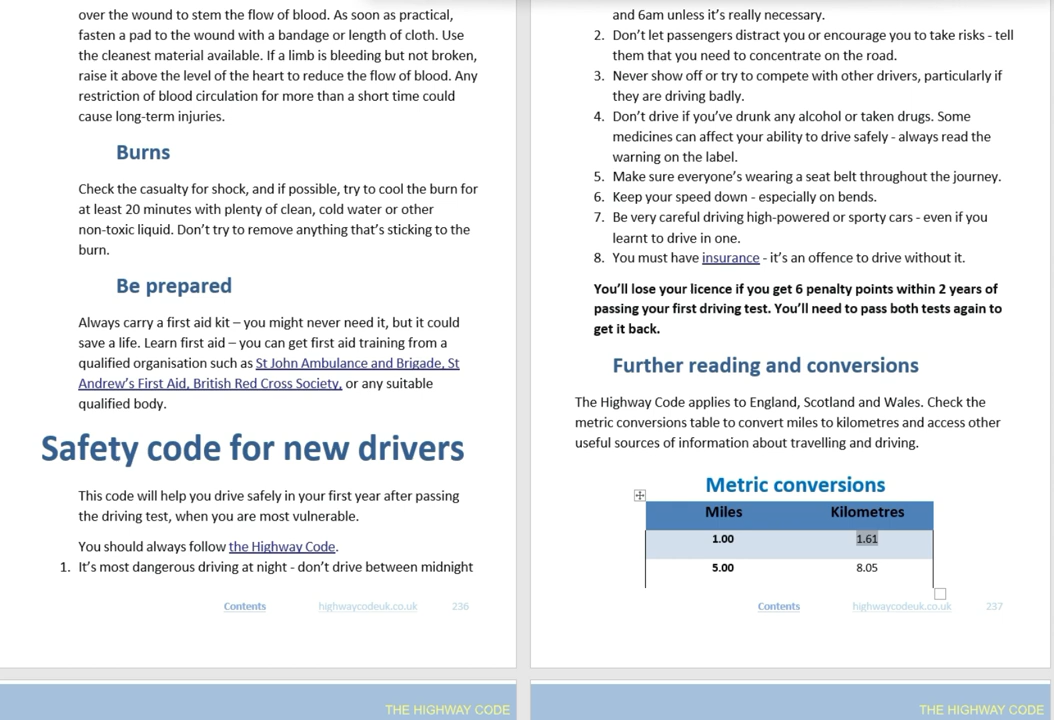 over the wound to stem the flow of blood. As soon as practical,
fasten a pad to the wound with a bandage or length of cloth. Use
the cleanest material available. If a limb is bleeding but not broken,
raise it above the level of the heart to reduce the flow of blood. Any
restriction of blood circulation for more than a short time could
cause long-term injuries.
Burns
Check the casualty for shock, and if possible, try to cool the burn for
at least 20 minutes with plenty of clean, cold water or other
non-toxic liquid. Don’t try to remove anything that’s sticking to the
burn.
Be prepared
Always carry a first aid kit – you might never need it, but it could
save a life. Learn first aid – you can get first aid training from a
qualified organisation such as St John Ambulance and Brigade, St
Andrew’s First Aid, British Red Cross Society, or any suitable
qualified body.
Safety code for new drivers
This code will help you drive safely in your first year after passing
the driving test, when you are most vulnerable.
You should always follow the Highway Code.
1. It’s most dangerous driving at night - don’t drive between midnight
Contents highwaycodeuk.co.uk 236
and 6am unless it’s really necessary.
2. Don’t let passengers distract you or encourage you to take risks - tell
them that you need to concentrate on the road.
3. Never show off or try to compete with other drivers, particularly if
they are driving badly.
4. Don’t drive if you’ve drunk any alcohol or taken drugs. Some
medicines can affect your ability to drive safely - always read the
warning on the label.
5. Make sure everyone’s wearing a seat belt throughout the journey.
6. Keep your speed down - especially on bends.
7. Be very careful driving high-powered or sporty cars - even if you
learnt to drive in one.
8. You must have insurance - it’s an offence to drive without it.
You’ll lose your licence if you get 6 penalty points within 2 years of
passing your first driving test. You’ll need to pass both tests again to
get it back.
Further reading and conversions
The Highway Code applies to England, Scotland and Wales. Check the
metric conversions table to convert miles to kilometres and access other
useful sources of information about travelling and driving.
Metric conversions
Miles Kilometres
1.00 1.61
5.00 8.05
Contents highwaycodeuk.co.uk 237
THE HIGHWAY CODE
THE HIGHWAY CODE